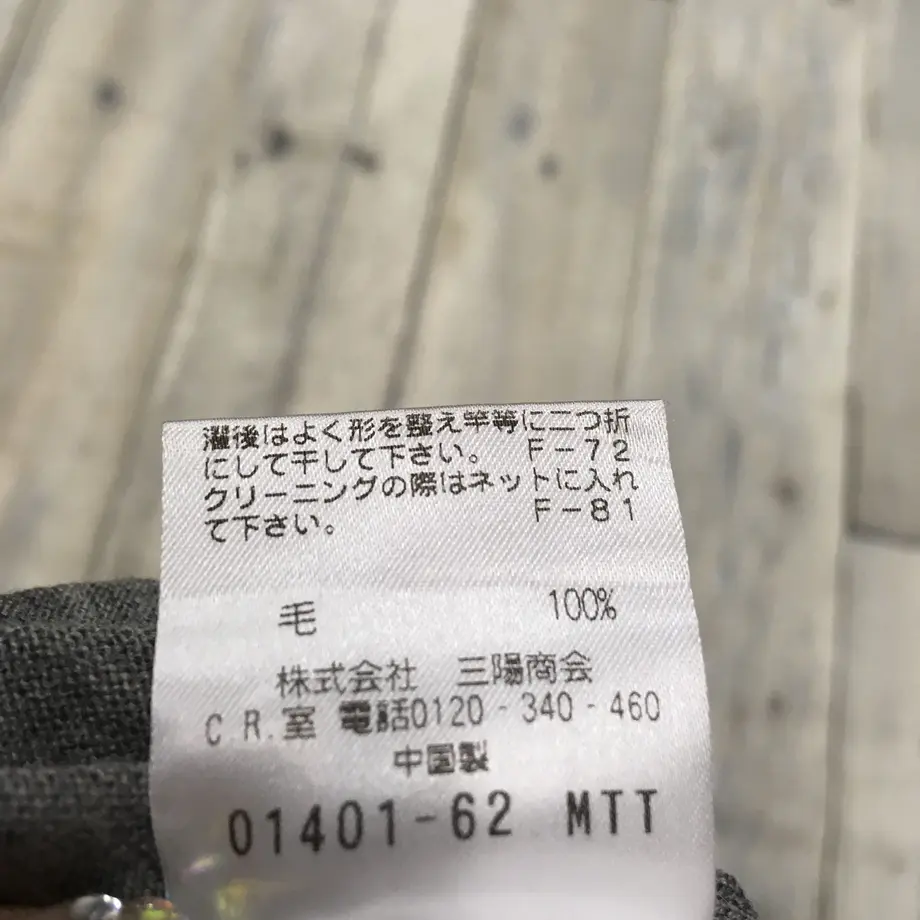 濯後はよく形を整え竿等に二つ折
にして干して下さい。 F－72
クリーニングの際はネットに入れ
て下さい。 F－81
毛 100%
株式会社 三陽商会
C.R.室 電話0120-340-460
中国製
01401-62 MTT